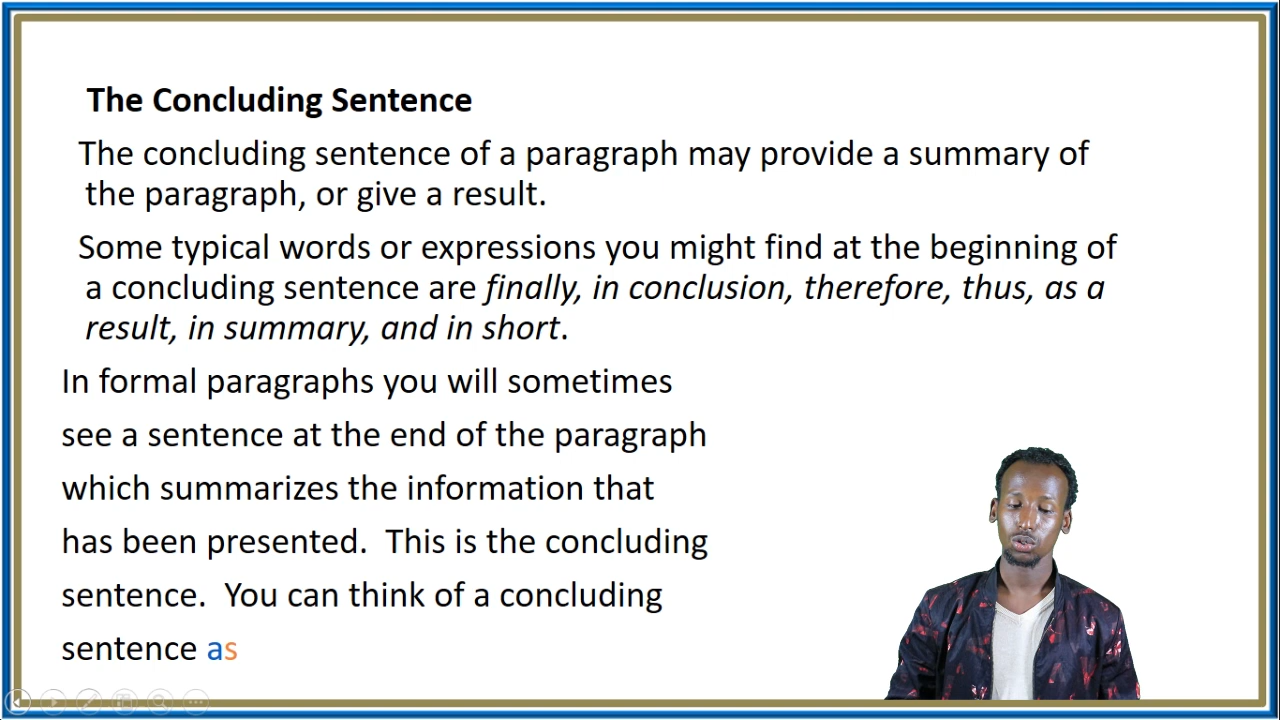 The Concluding Sentence
The concluding sentence of a paragraph may provide a summary of
the paragraph, or give a result.
Some typical words or expressions you might find at the beginning of
a concluding sentence are finally, in conclusion, therefore, thus, as a
result, in summary, and in short.
In formal paragraphs you will sometimes
see a sentence at the end of the paragraph
which summarizes the information that
has been presented.  This is the concluding
sentence.  You can think of a concluding
sentence as